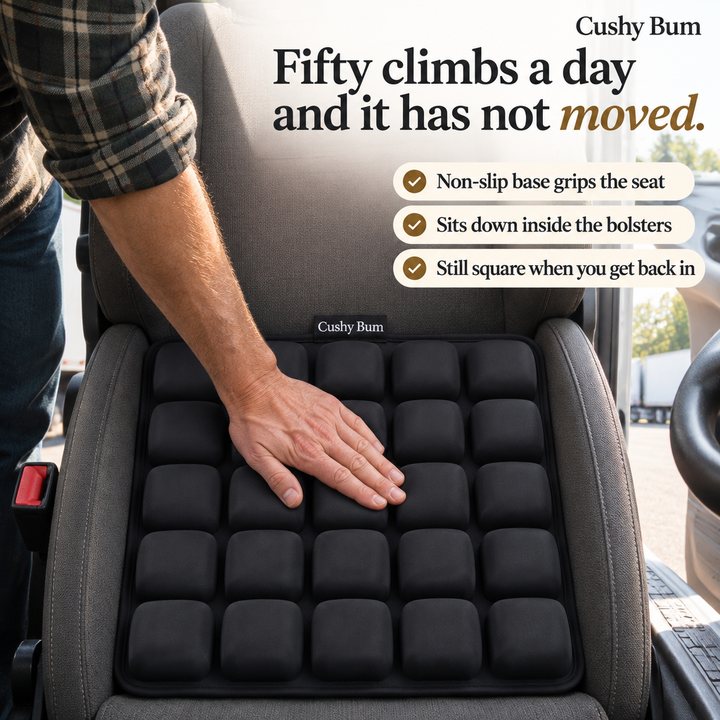 Cushy Bum
Fifty climbs a day
and it has not moved.
Non-slip base grips the seat
Sits down inside the bolsters
Still square when you get back in
Cushy Bum